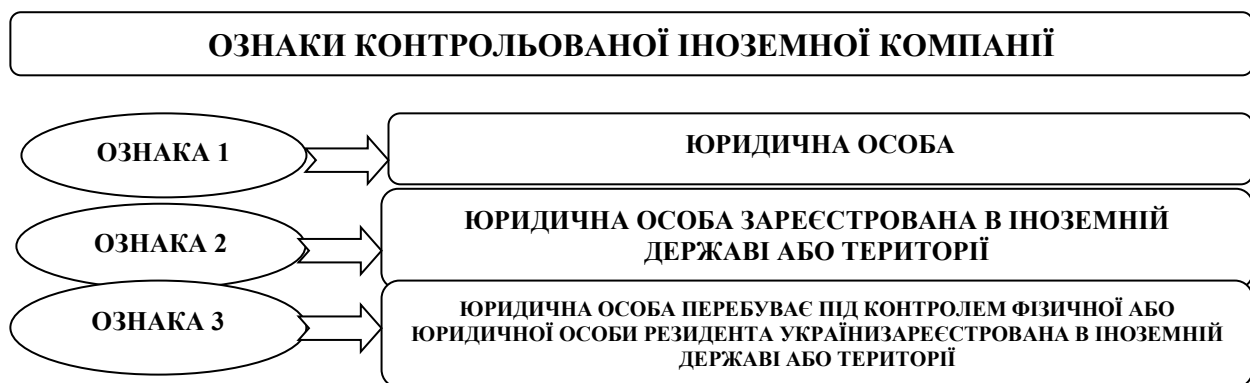 ОЗНАКИ КОНТРОЛЬОВАНОЇ ІНОЗЕМНОЇ КОМПАНІЇ
ОЗНАКА 1
ЮРИДИЧНА ОСОБА
ОЗНАКА 2
ЮРИДИЧНА ОСОБА ЗАРЕЄСТРОВАНА В ІНОЗЕМНІЙ
ДЕРЖАВІ АБО ТЕРИТОРІЇ
ОЗНАКА 3
ЮРИДИЧНА ОСОБА ПЕРЕБУВАЄ ПІД КОНТРОЛЕМ ФІЗИЧНОЇ АБО
ЮРИДИЧНОЇ ОСОБИ РЕЗИДЕНТА УКРАЇНИЗАРЕЄСТРОВАНА В ІНОЗЕМНІЙ
ДЕРЖАВІ АБО ТЕРИТОРІЇ